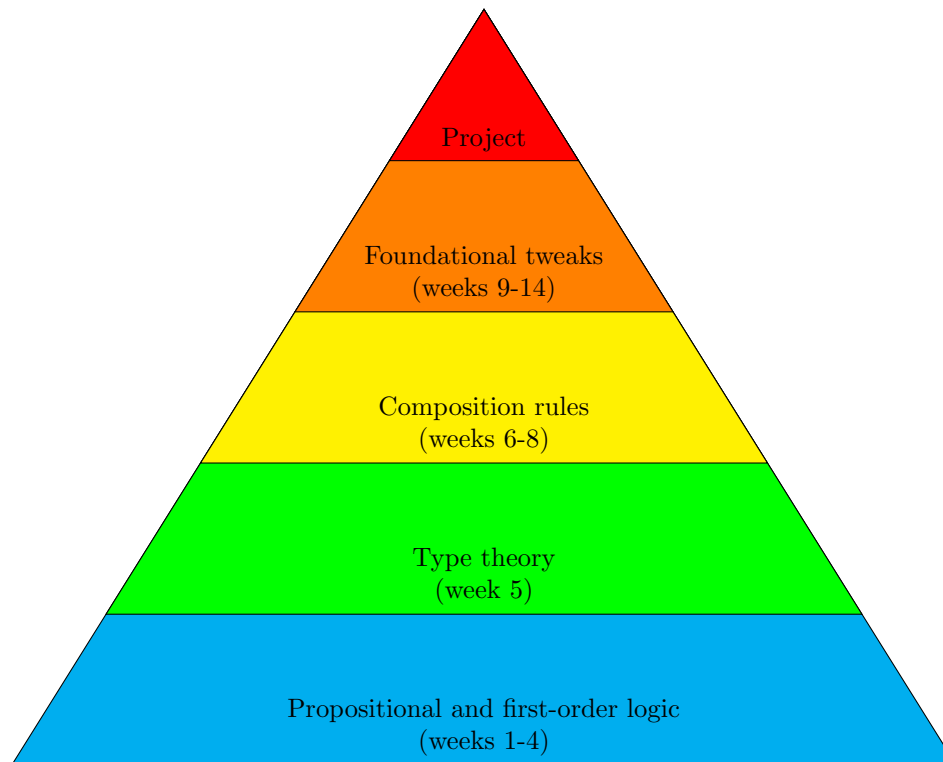 Project
Foundational tweaks
(weeks 9-14)
Composition rules
(weeks 6-8)
Type theory
(week 5)
Propositional and first-order logic
(weeks 1-4)